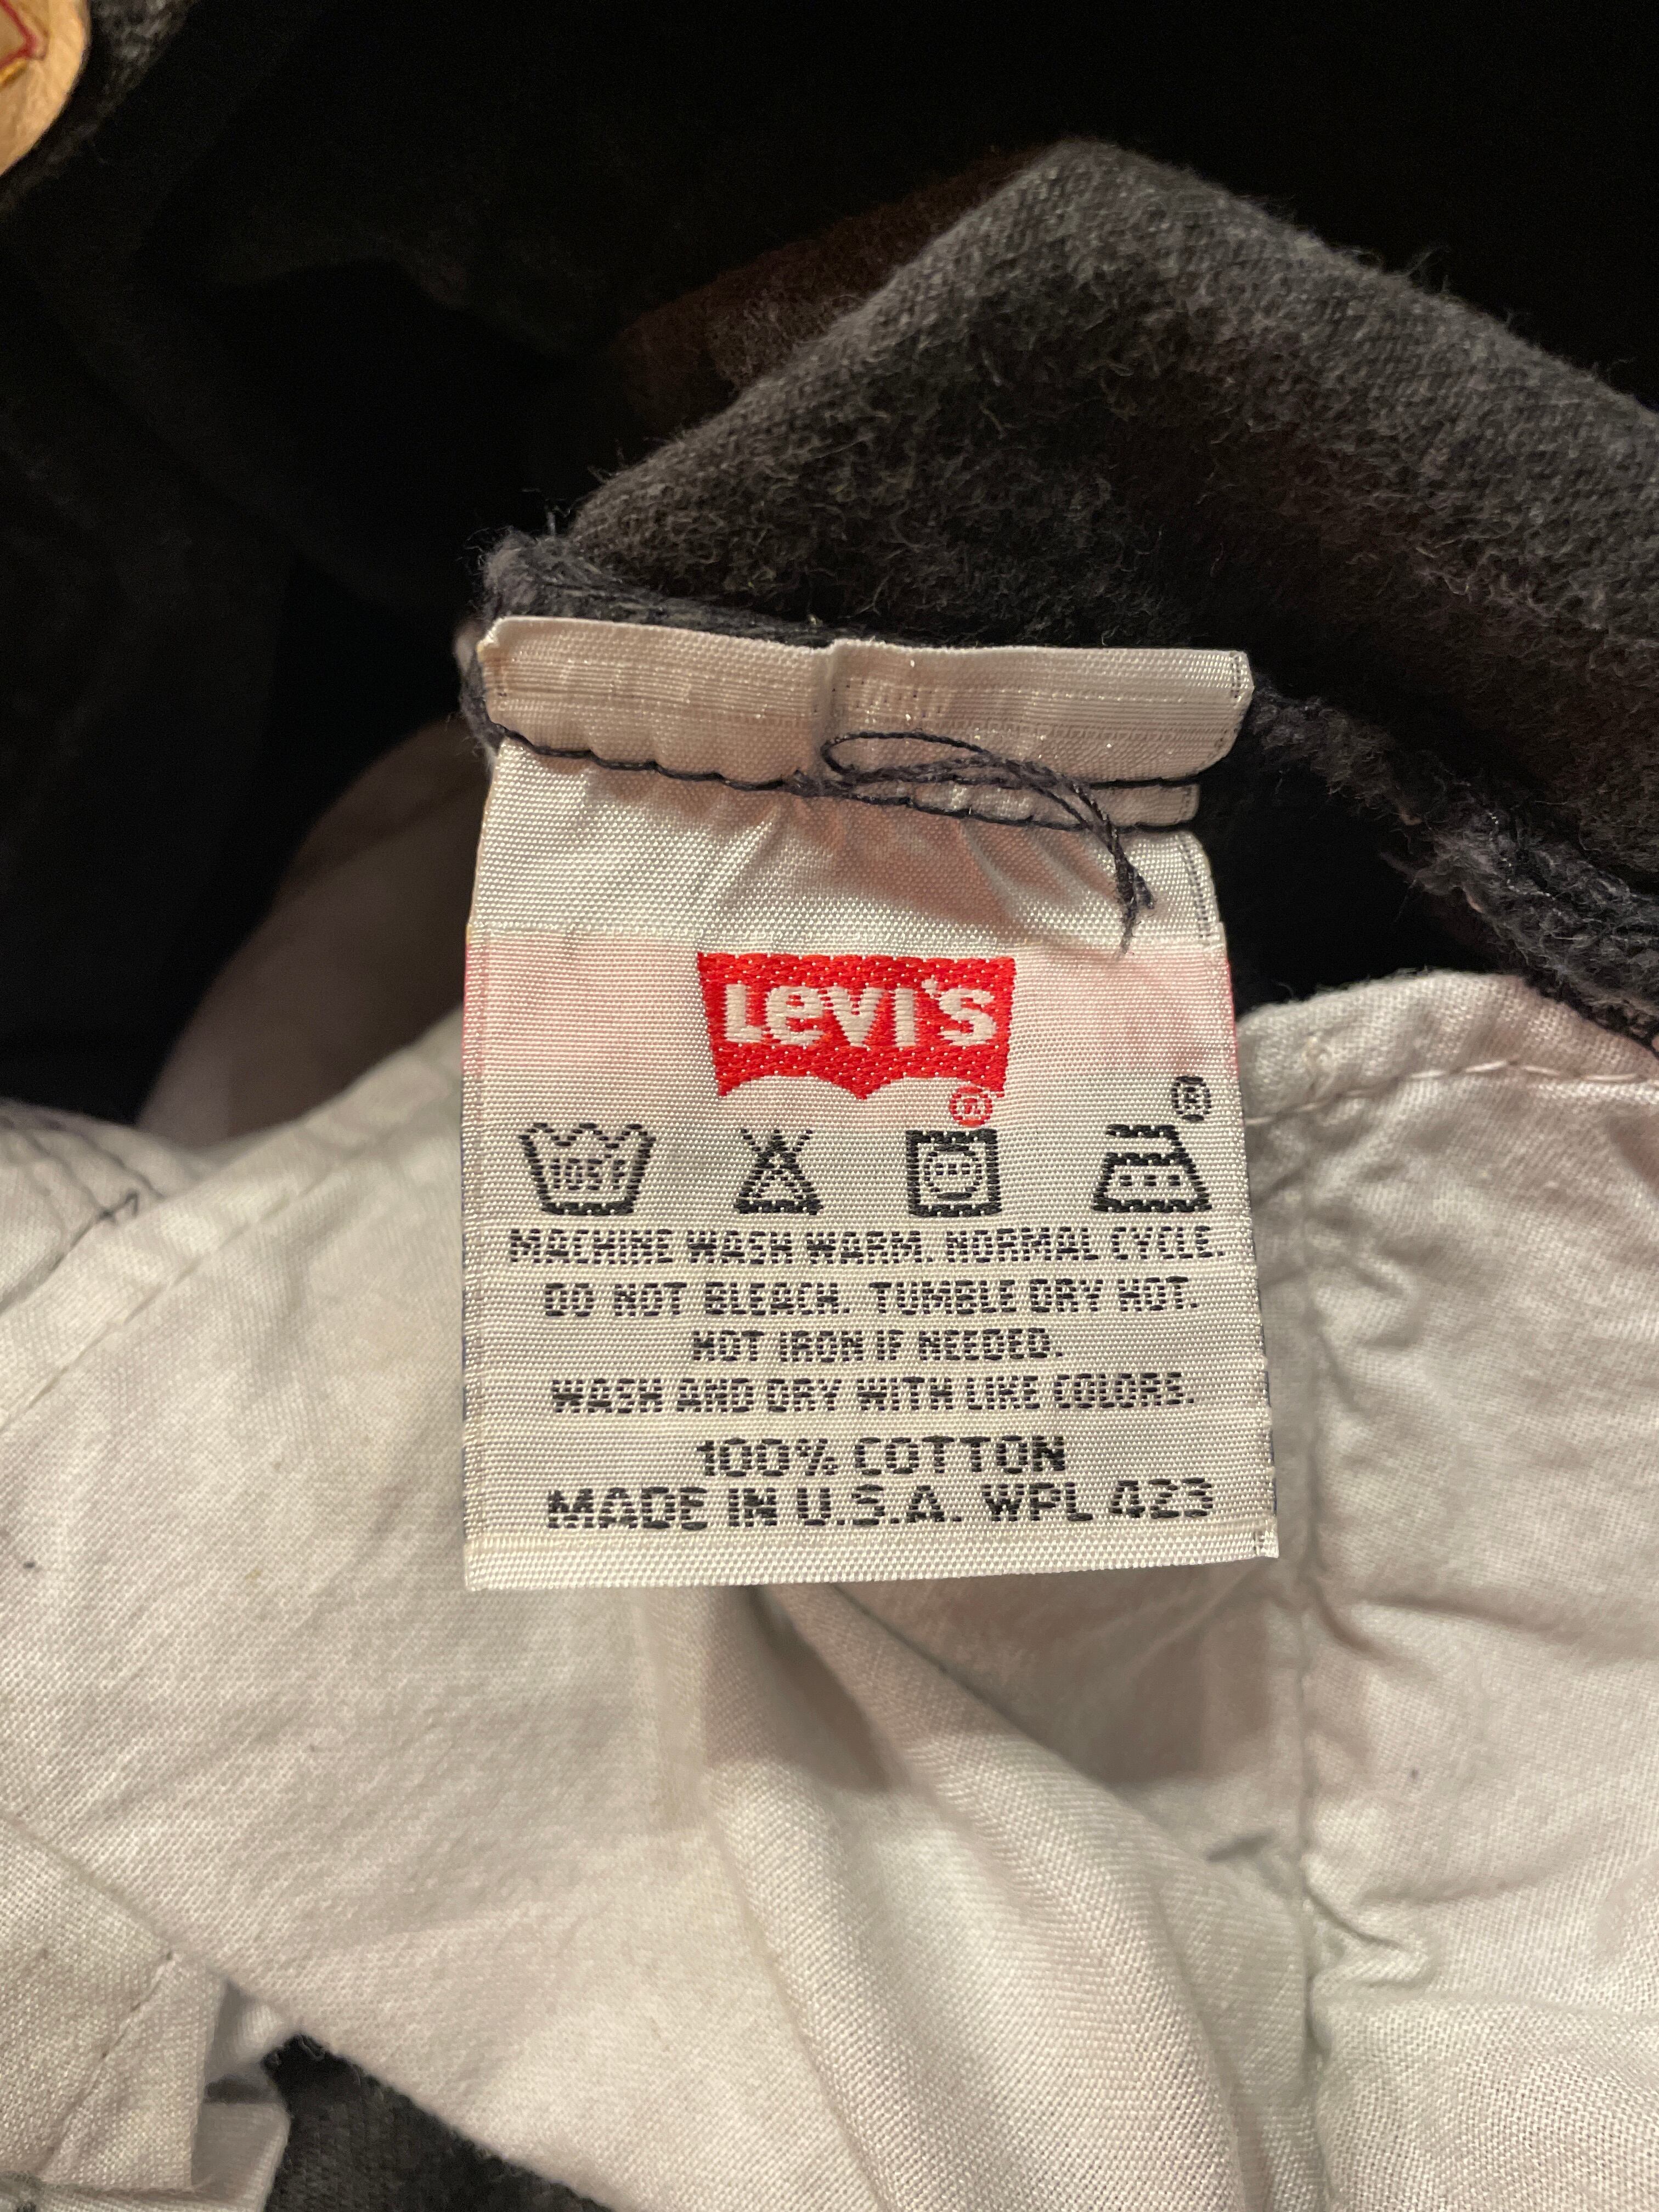 LEVI'S
®
®
105F
MACHINE WASH WARM. NORMAL CYCLE.
DO NOT BLEACH. TUMBLE DRY HOT.
HOT IRON IF NEEDED.
WASH AND DRY WITH LIKE COLORS.
100% COTTON
MADE IN U.S.A. WPL 423